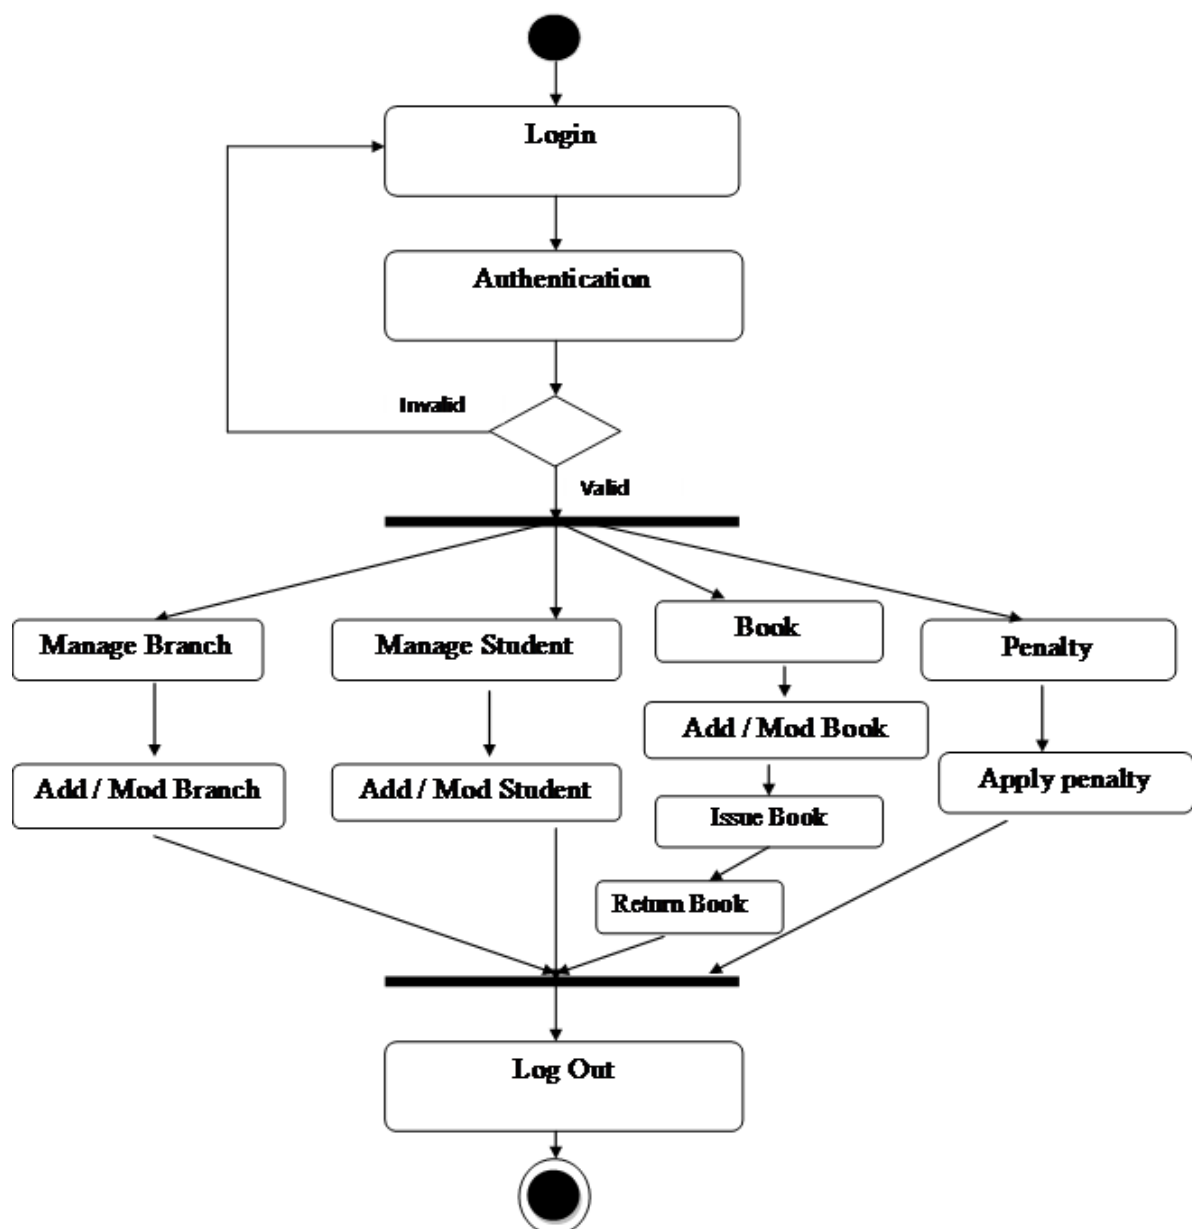 Login
Authentication
Invalid
Valid
Manage Branch
Manage Student
Book
Penalty
Add / Mod Book
Add / Mod Branch
Add / Mod Student
Apply penalty
Issue Book
Return Book
Log Out